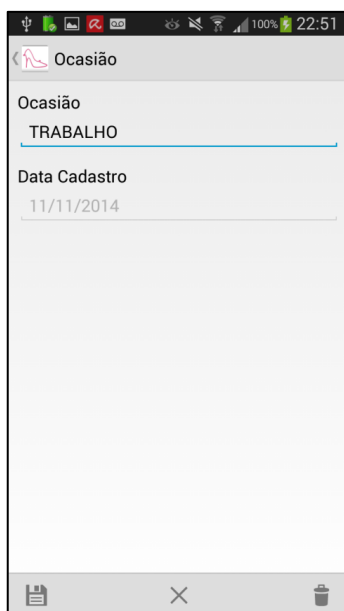 100% 22:51
Ocasião
Ocasião
TRABALHO
Data Cadastro
11/11/2014